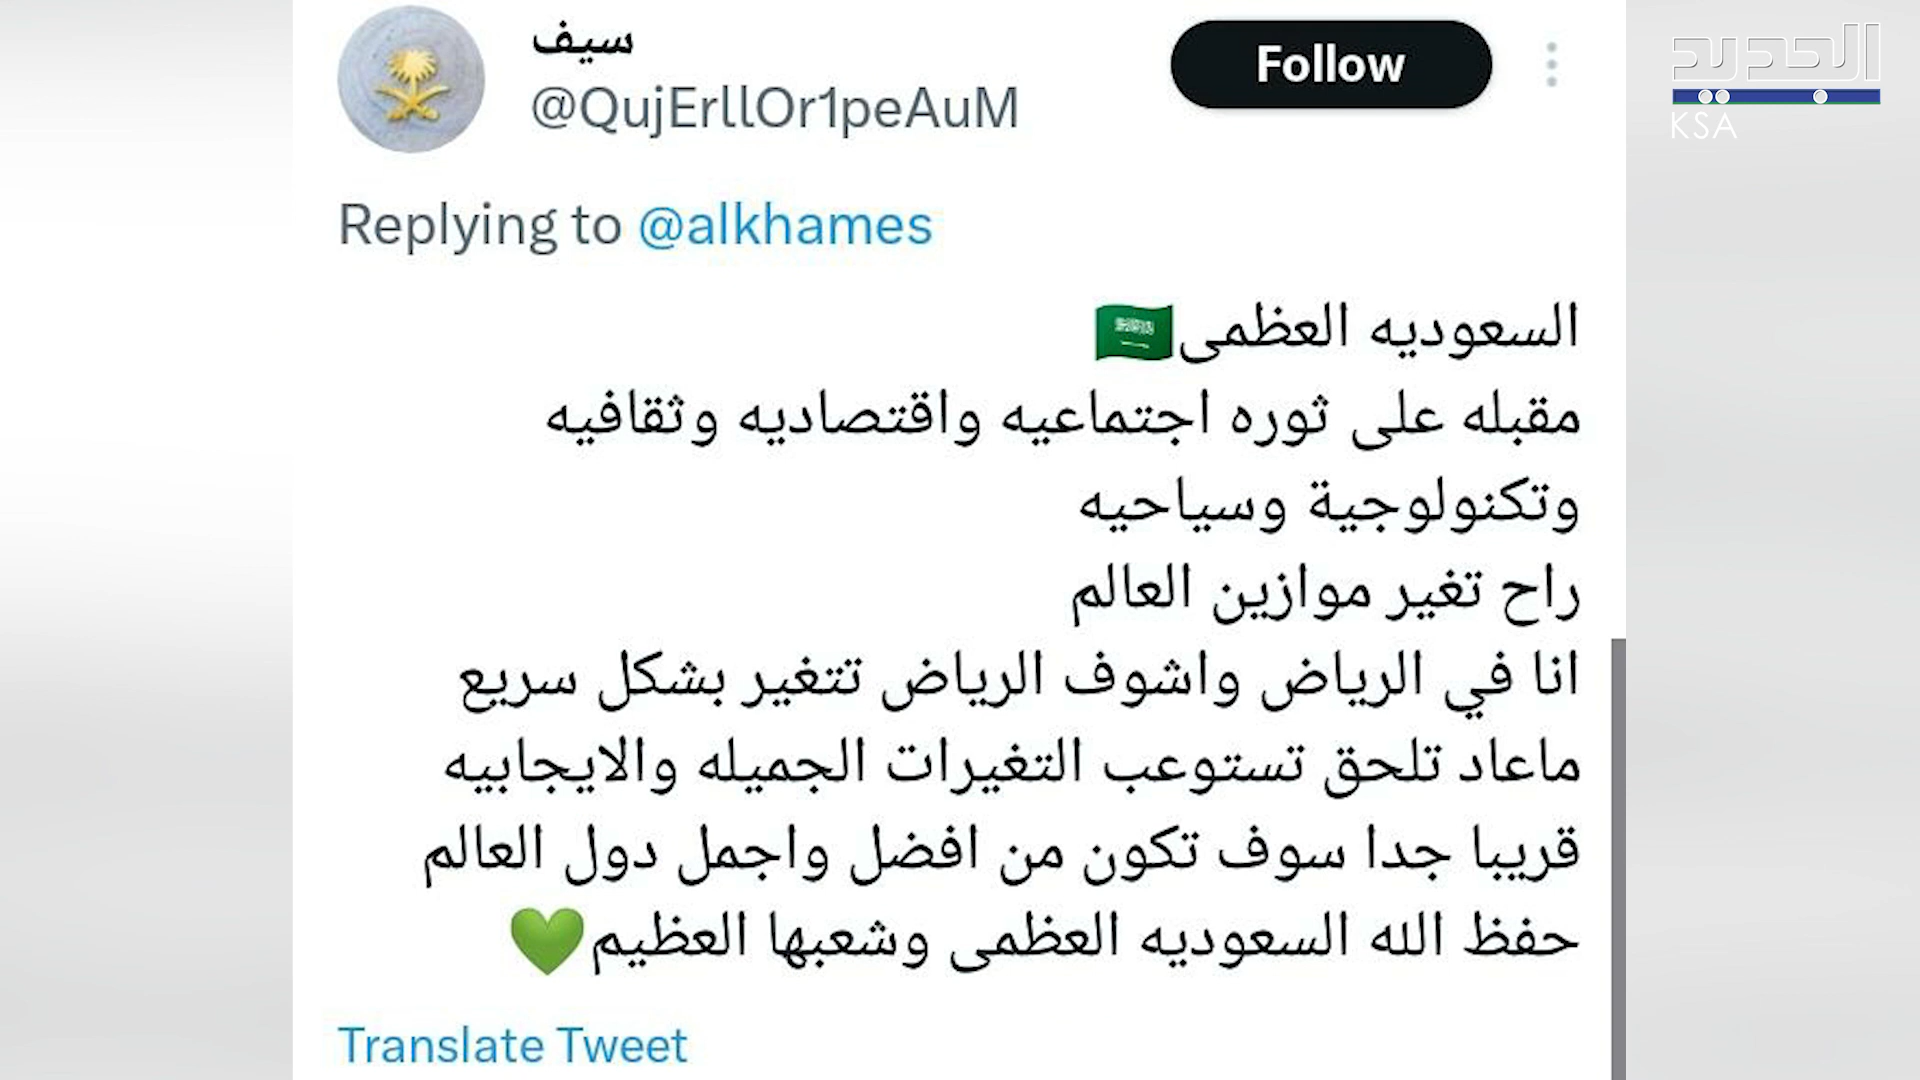 سيف
@QujErllOr1peAuM
Follow
الجديد
KSA
Replying to @alkhames
السعوديه العظمى🇸🇦
مقبله على ثوره اجتماعيه واقتصاديه وثقافيه
وتكنولوجية وسياحيه
راح تغير موازين العالم
انا في الرياض واشوف الرياض تتغير بشكل سريع
ماعاد تلحق تستوعب التغيرات الجميله والايجابيه
قريبا جدا سوف تكون من افضل واجمل دول العالم
حفظ الله السعوديه العظمى وشعبها العظيم💚
Translate Tweet